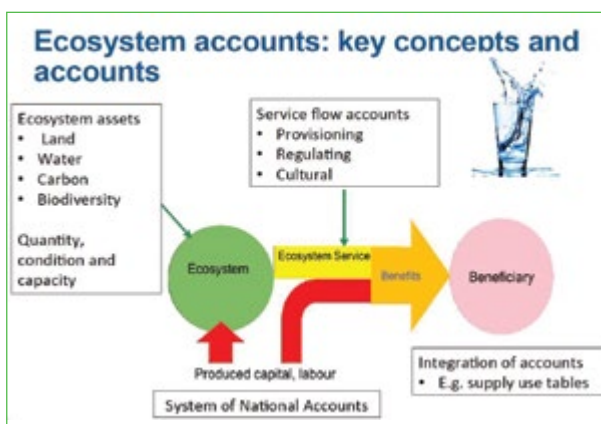 Ecosystem accounts: key concepts and
accounts
Ecosystem assets
• Land
• Water
• Carbon
• Biodiversity
Quantity,
condition and
capacity
Service flow accounts
• Provisioning
• Regulating
• Cultural
Ecosystem
Ecosystem Service
Benefits
Beneficiary
Produced capital, labour
System of National Accounts
Integration of accounts
• E.g. supply use tables